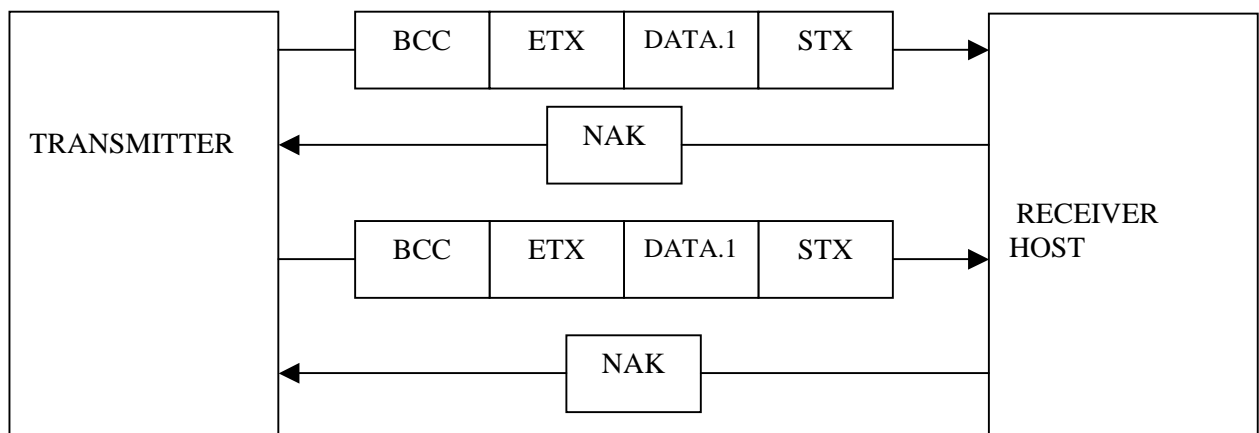 BCC ETX DATA.1 STX
TRANSMITTER
NAK
RECEIVER
HOST
BCC ETX DATA.1 STX
NAK